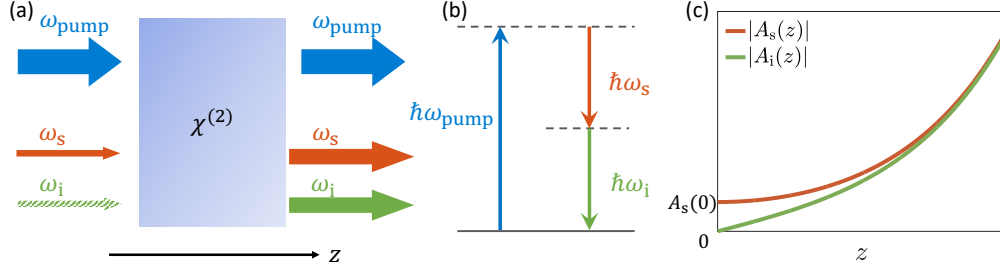 (a)
ω_pump
ω_pump
χ^(2)
ω_s
ω_s
ω_i
ω_i
z
(b)
ħω_pump
ħω_s
ħω_i
(c)
|A_s(z)|
|A_i(z)|
A_s(0)
0
z